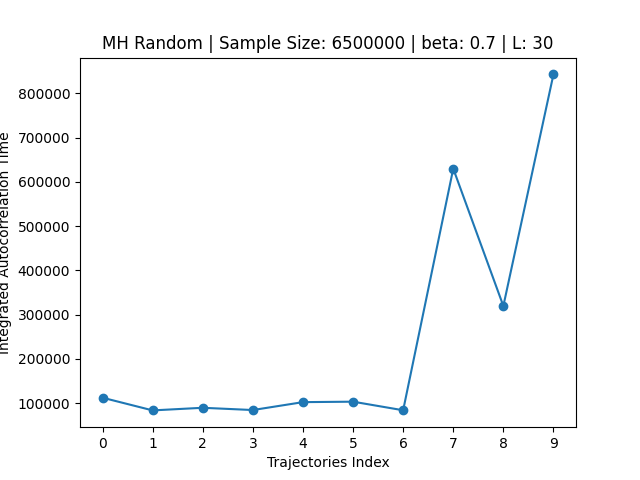 MH Random | Sample Size: 6500000 | beta: 0.7 | L: 30
Integrated Autocorrelation Time
800000
700000
600000
500000
400000
300000
200000
100000
0 1 2 3 4 5 6 7 8 9
Trajectories Index